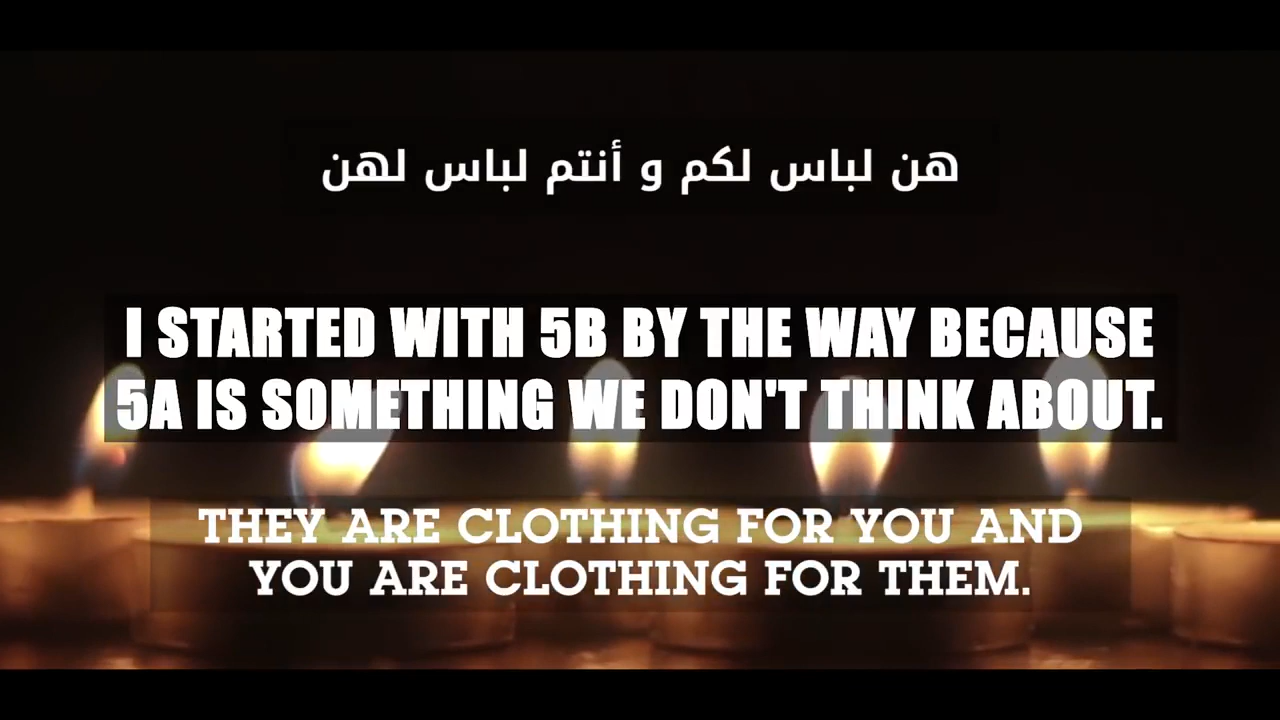 هن لباس لكم و أنتم لباس لهن
I STARTED WITH 5B BY THE WAY BECAUSE
5A IS SOMETHING WE DON'T THINK ABOUT.
THEY ARE CLOTHING FOR YOU AND
YOU ARE CLOTHING FOR THEM.